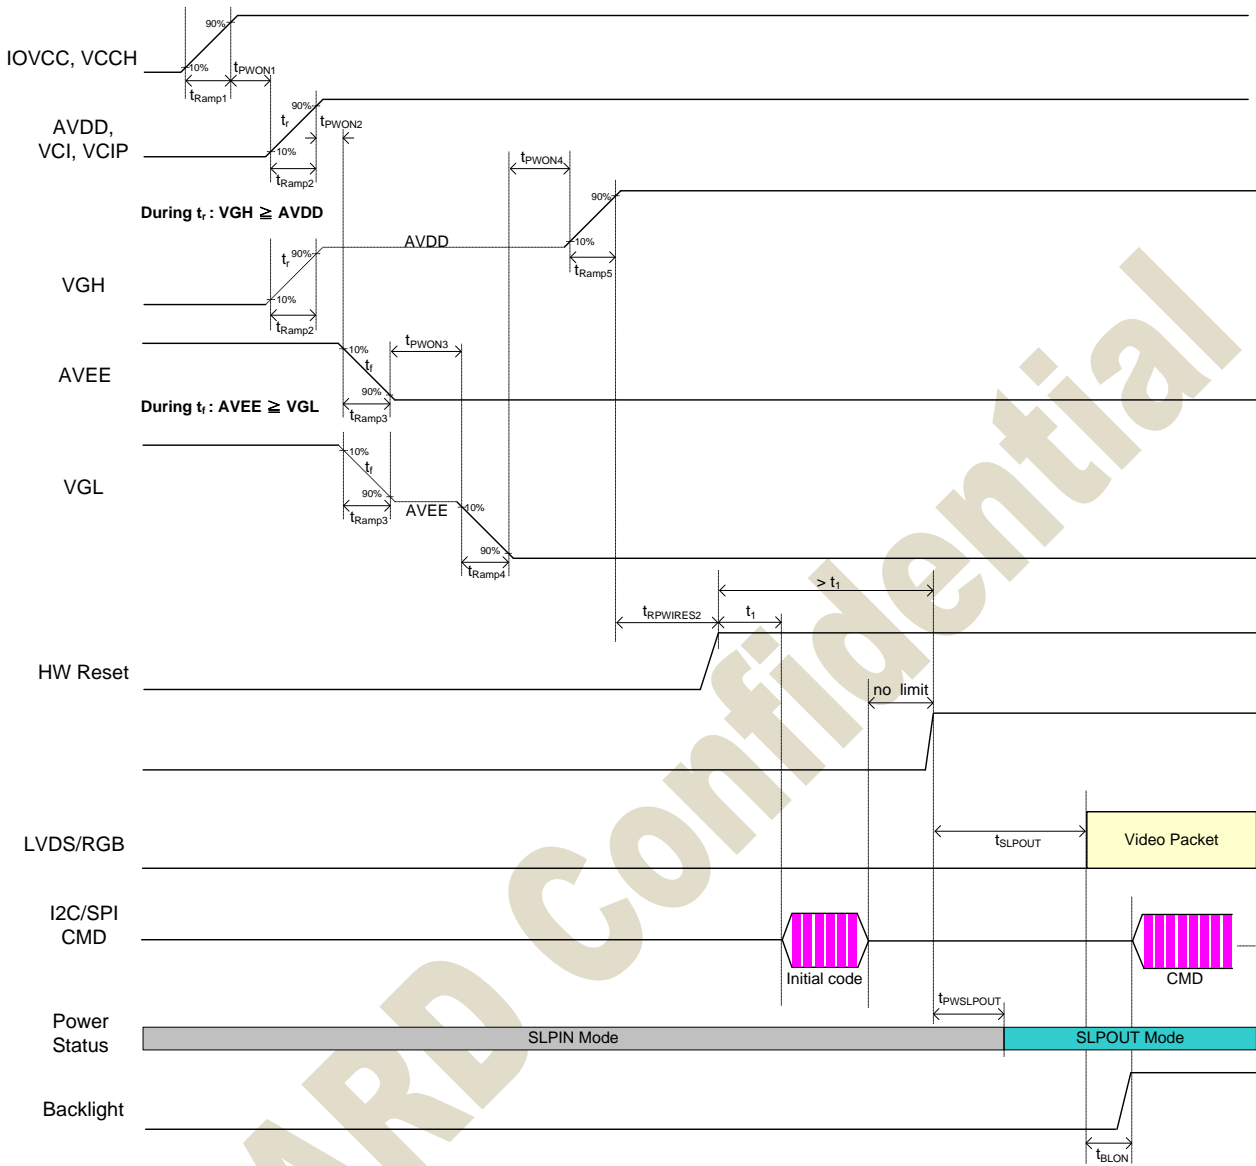 90%
IOVCC, VCCH
10%
tPWON1
tRamp1
90%
AVDD,
VCI, VCIP
tr
tPWON2
10%
tRamp2
tPWON4
90%
During tr : VGH ≧ AVDD
10%
tRamp5
AVDD
90%
tr
VGH
10%
tRamp2
tPWON3
10%
AVEE
tf
90%
During tf : AVEE ≧ VGL
tRamp3
10%
tf
VGL
90%
AVEE
10%
tRamp3
90%
tRamp4
> t1
tRPWIRES2
t1
HW Reset
no limit
LVDS/RGB
tSLPOUT
Video Packet
I2C/SPI
CMD
Initial code
CMD
tPWSLPOUT
Power
Status
SLPIN Mode
SLPOUT Mode
Backlight
tBLON
ARD Confidential